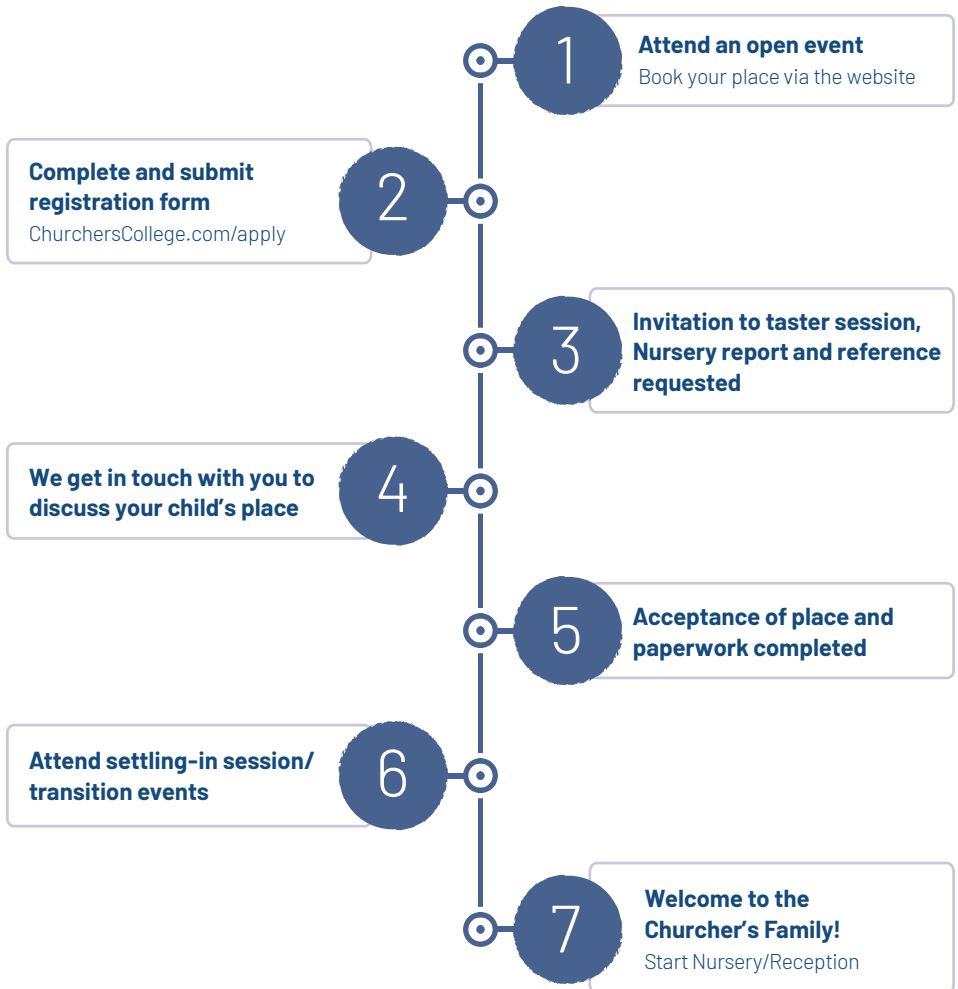 1
Attend an open event
Book your place via the website
2
Complete and submit
registration form
ChurchersCollege.com/apply
3
Invitation to taster session,
Nursery report and reference
requested
4
We get in touch with you to
discuss your child’s place
5
Acceptance of place and
paperwork completed
6
Attend settling-in session/
transition events
7
Welcome to the
Churcher’s Family!
Start Nursery/Reception